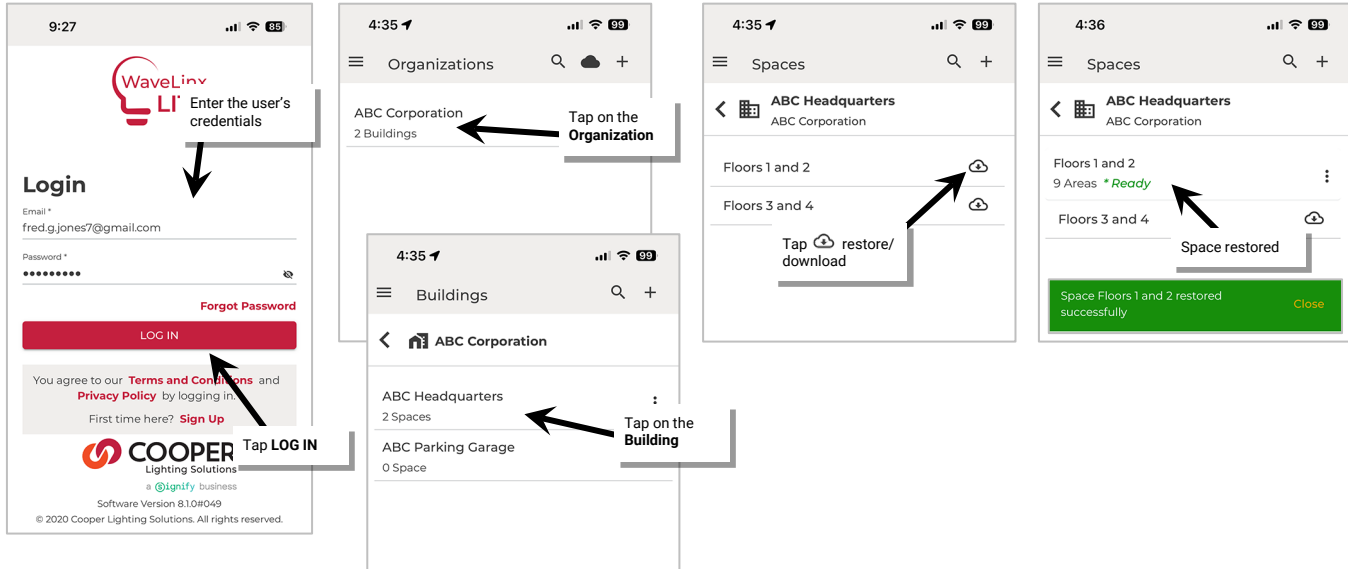 9:27
85
WaveLinx
LI
Enter the user's
credentials
Login
Email *
fred.g.jones7@gmail.com
Password *
•••••••••
Forgot Password
LOG IN
You agree to our Terms and Conditions and
Privacy Policy by logging in.
First time here? Sign Up
Tap LOG IN
COOPER
Lighting Solutions
a Signify business
Software Version 8.1.0#049
© 2020 Cooper Lighting Solutions. All rights reserved.
4:35
99
Organizations
ABC Corporation
2 Buildings
Tap on the
Organization
4:35
99
Buildings
ABC Corporation
ABC Headquarters
2 Spaces
ABC Parking Garage
0 Space
Tap on the
Building
4:35
99
Spaces
ABC Headquarters
ABC Corporation
Floors 1 and 2
Floors 3 and 4
Tap restore/
download
4:36
99
Spaces
ABC Headquarters
ABC Corporation
Floors 1 and 2
9 Areas * Ready
Floors 3 and 4
Space restored
Space Floors 1 and 2 restored
successfully
Close